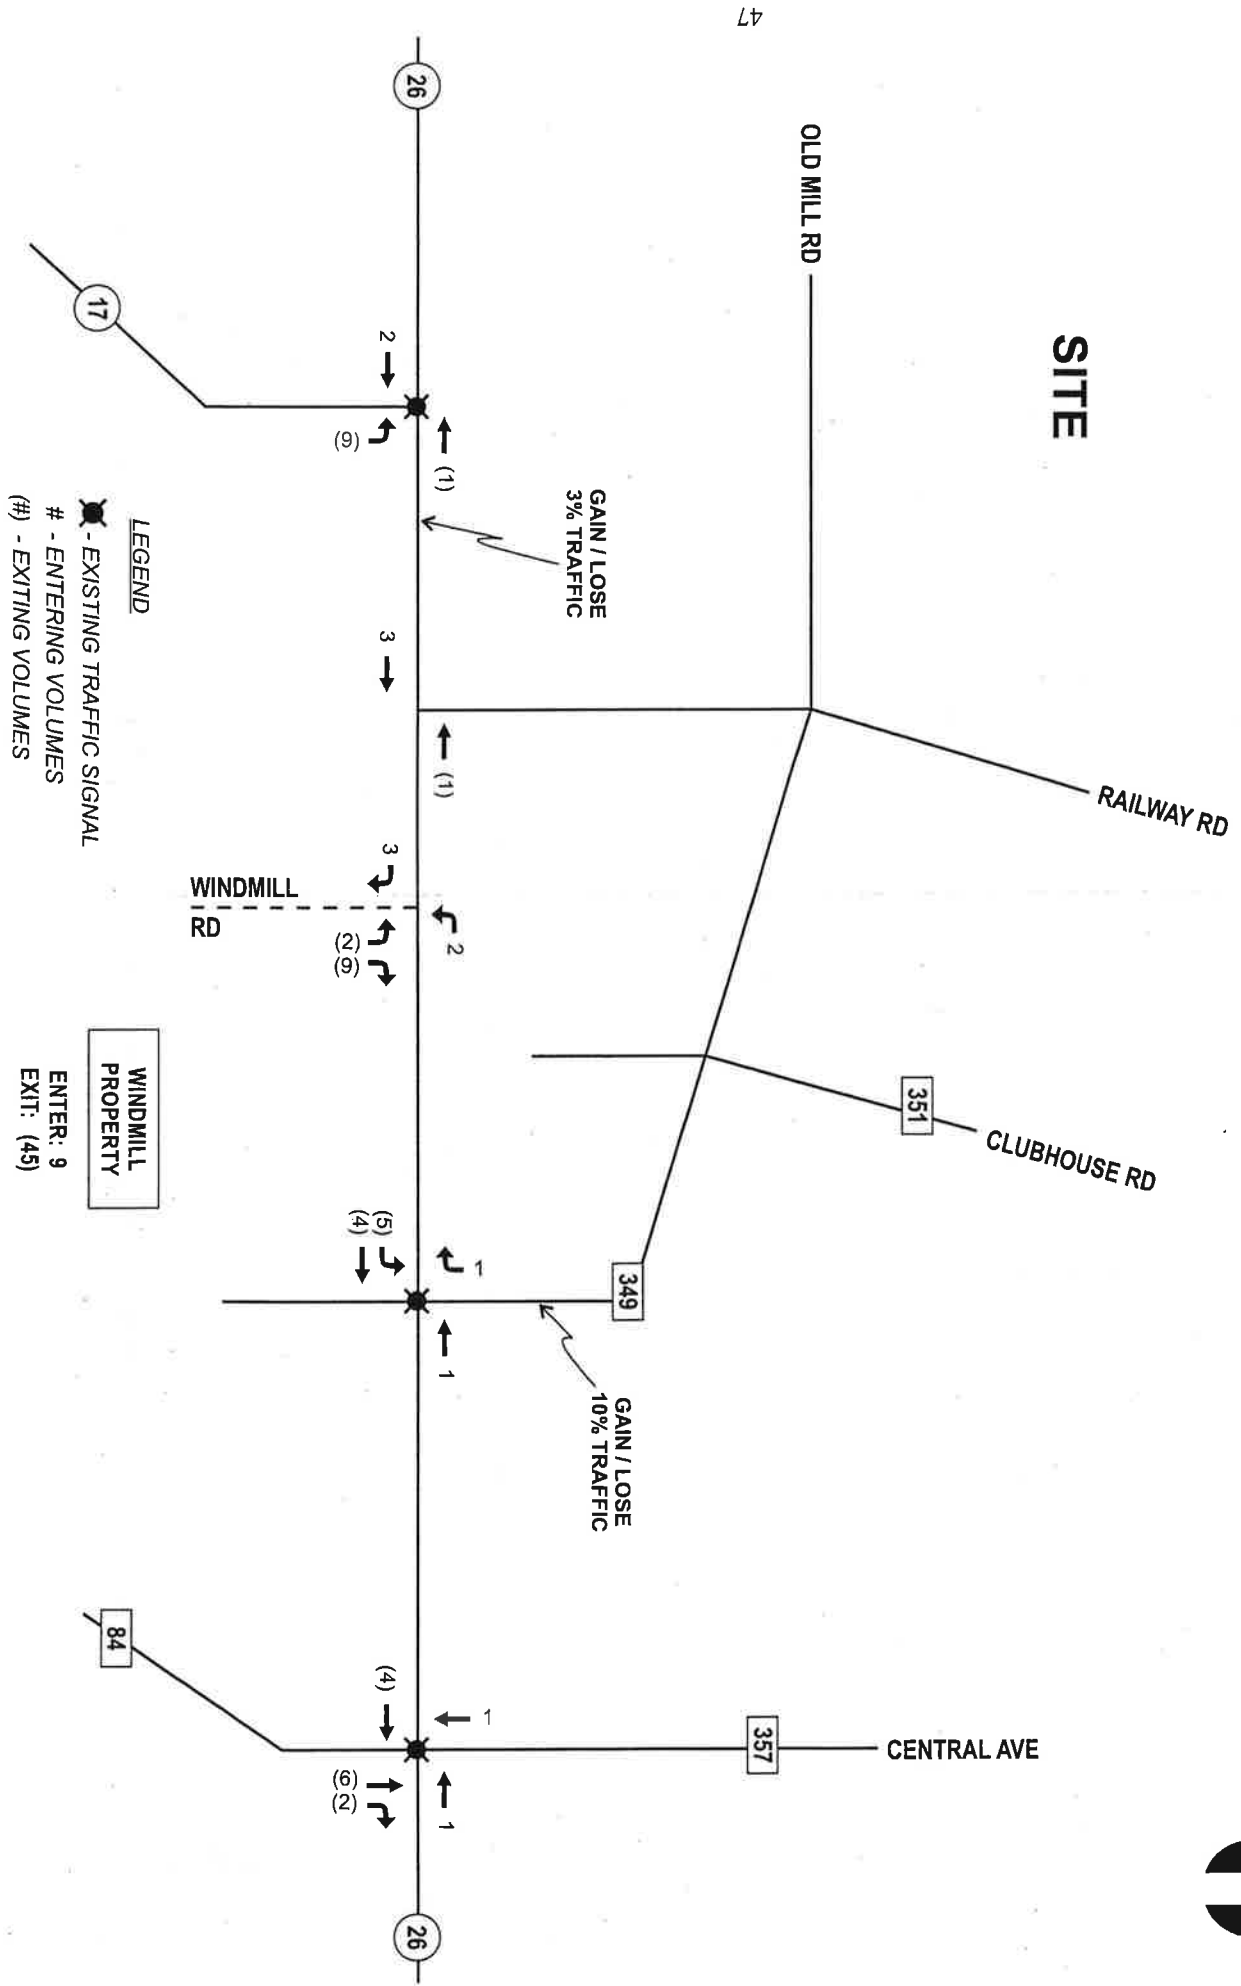 47
SITE
OLD MILL RD
RAILWAY RD
351
CLUBHOUSE RD
349
357
CENTRAL AVE
GAIN / LOSE
3% TRAFFIC
GAIN / LOSE
10% TRAFFIC
26
2
(1)
(9)
17
3
(1)
3
2
WINDMILL
RD
(2)
(9)
(5)
(4)
1
1
(4)
1
1
(6)
(2)
84
26
LEGEND
- EXISTING TRAFFIC SIGNAL
# - ENTERING VOLUMES
(#) - EXITING VOLUMES
WINDMILL
PROPERTY
ENTER: 9
EXIT: (45)